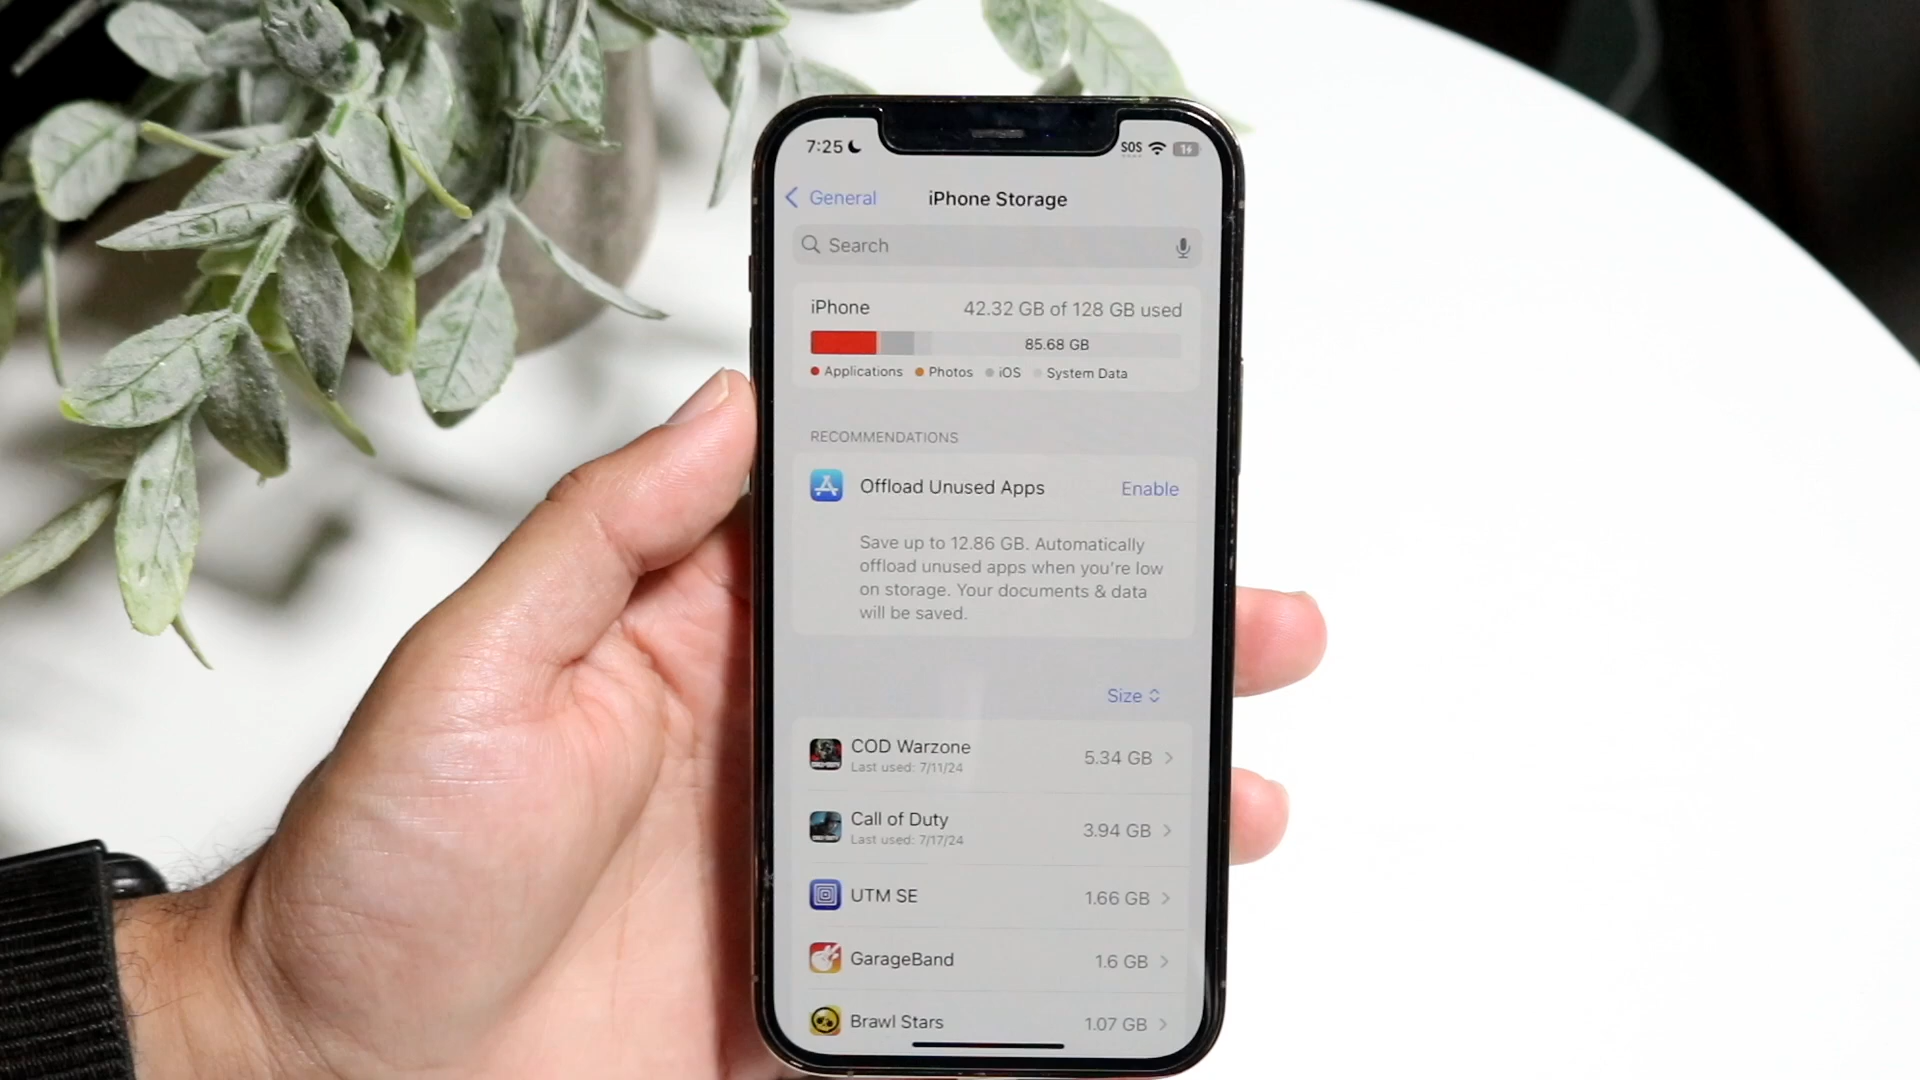 7:25 SOS 1
General iPhone Storage
Search
iPhone 42.32 GB of 128 GB used
85.68 GB
Applications Photos iOS System Data
RECOMMENDATIONS
Offload Unused Apps Enable
Save up to 12.86 GB. Automatically
offload unused apps when you're low
on storage. Your documents & data
will be saved.
Size
COD Warzone 5.34 GB
Last used: 7/11/24
Call of Duty 3.94 GB
Last used: 7/17/24
UTM SE 1.66 GB
GarageBand 1.6 GB
Brawl Stars 1.07 GB